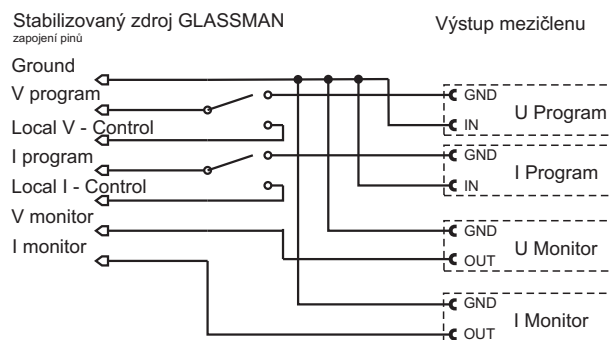 Stabilizovaný zdroj GLASSMAN
zapojení pinů
Výstup mezičlenu
Ground
V program
Local V - Control
I program
Local I - Control
V monitor
I monitor
GND
U Program
IN
GND
I Program
IN
GND
U Monitor
OUT
GND
I Monitor
OUT